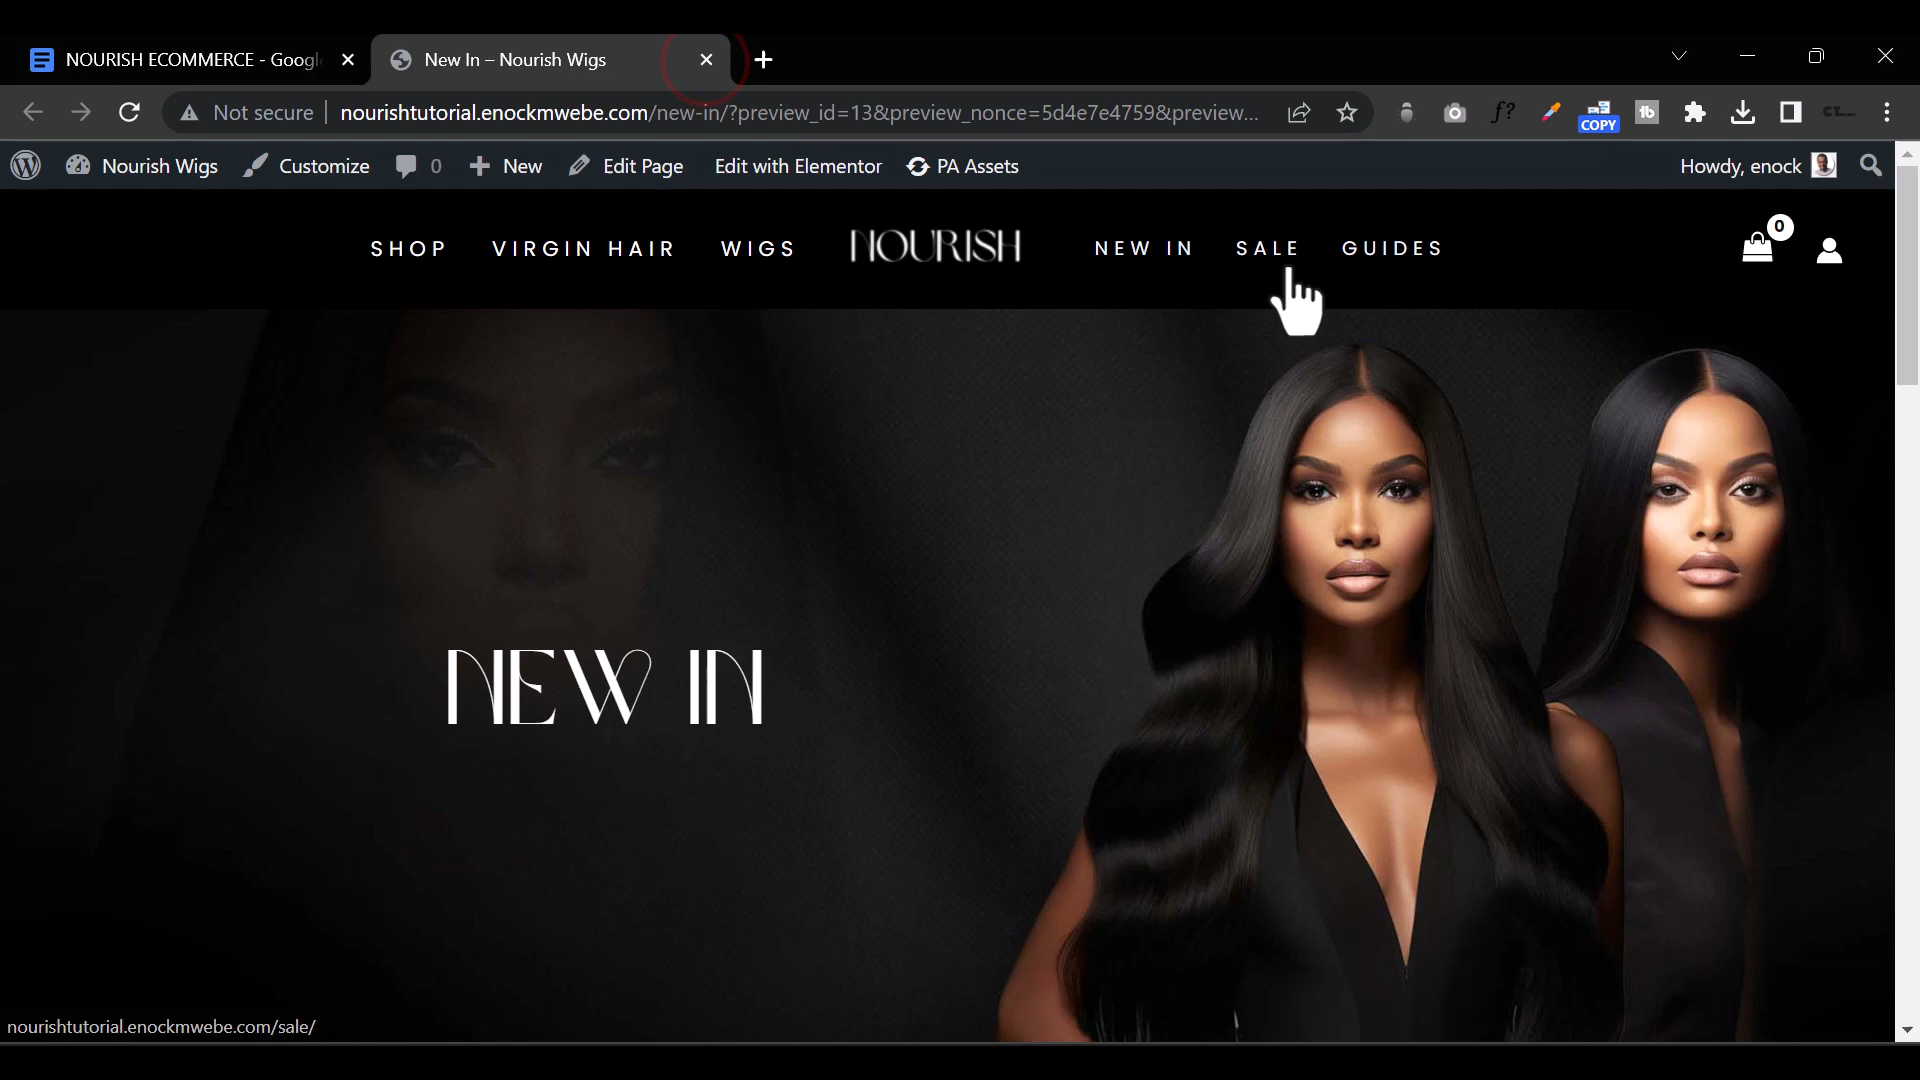 NOURISH ECOMMERCE - Googl
New In – Nourish Wigs
Not secure
nourishtutorial.enockmwebe.com/new-in/?preview_id=13&preview_nonce=5d4e7e4759&preview...
f?
COPY
tb
Nourish Wigs
Customize
0
New
Edit Page
Edit with Elementor
PA Assets
Howdy, enock
SHOP
VIRGIN HAIR
WIGS
NOURISH
NEW IN
SALE
GUIDES
0
NEW IN
nourishtutorial.enockmwebe.com/sale/